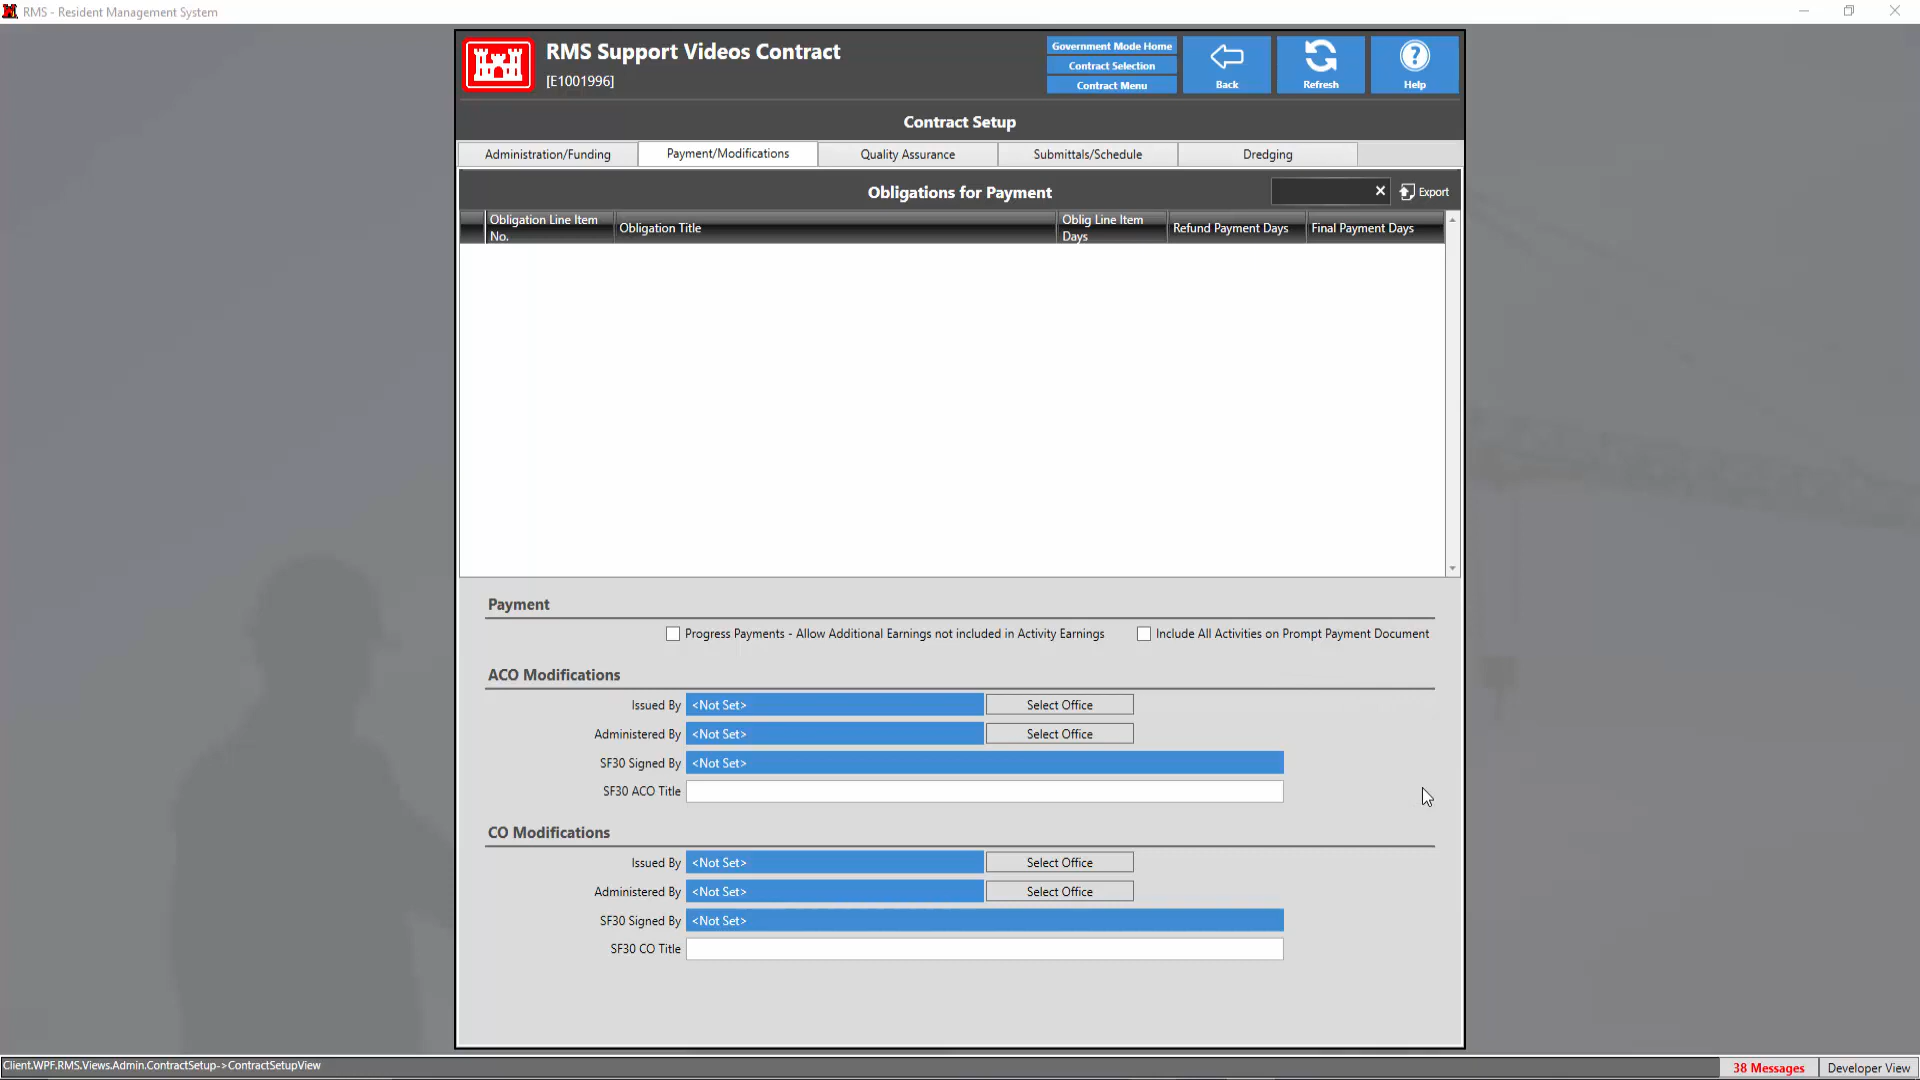 RMS - Resident Management System
RMS Support Videos Contract
[E1001996]
Government Mode Home
Contract Selection
Contract Menu
Back
Refresh
Help
Contract Setup
Administration/Funding
Payment/Modifications
Quality Assurance
Submittals/Schedule
Dredging
Obligations for Payment
Export
Obligation Line Item No.
Obligation Title
Oblig Line Item Days
Refund Payment Days
Final Payment Days
Payment
Progress Payments - Allow Additional Earnings not included in Activity Earnings
Include All Activities on Prompt Payment Document
ACO Modifications
Issued By <Not Set> Select Office
Administered By <Not Set> Select Office
SF30 Signed By <Not Set>
SF30 ACO Title
CO Modifications
Issued By <Not Set> Select Office
Administered By <Not Set> Select Office
SF30 Signed By <Not Set>
SF30 CO Title
Client.WPF.RMS.Views.Admin.ContractSetup->ContractSetupView
38 Messages
Developer View